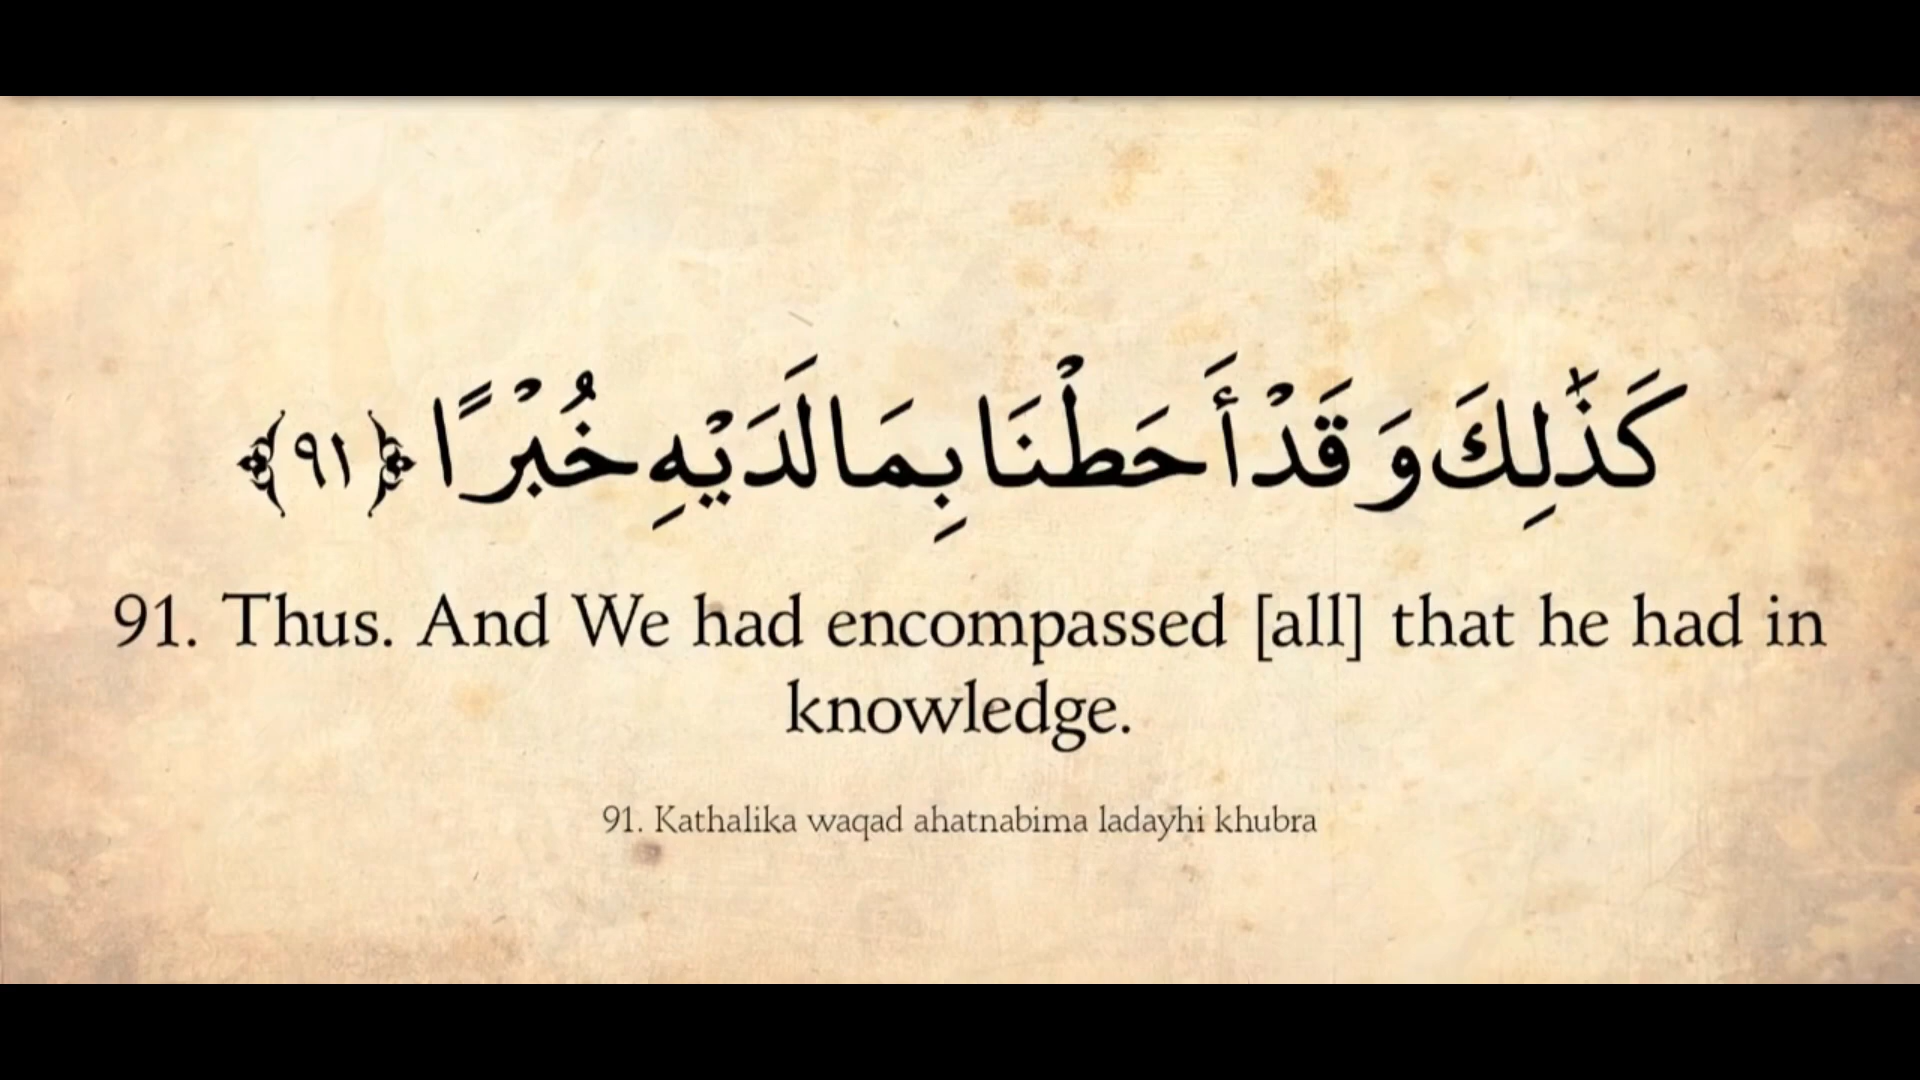 كَذَٰلِكَ وَقَدْ أَحَطْنَا بِمَا لَدَيْهِ خُبْرًا ﴿٩١﴾
91. Thus. And We had encompassed [all] that he had in
knowledge.
91. Kathalika waqad ahatnabima ladayhi khubra